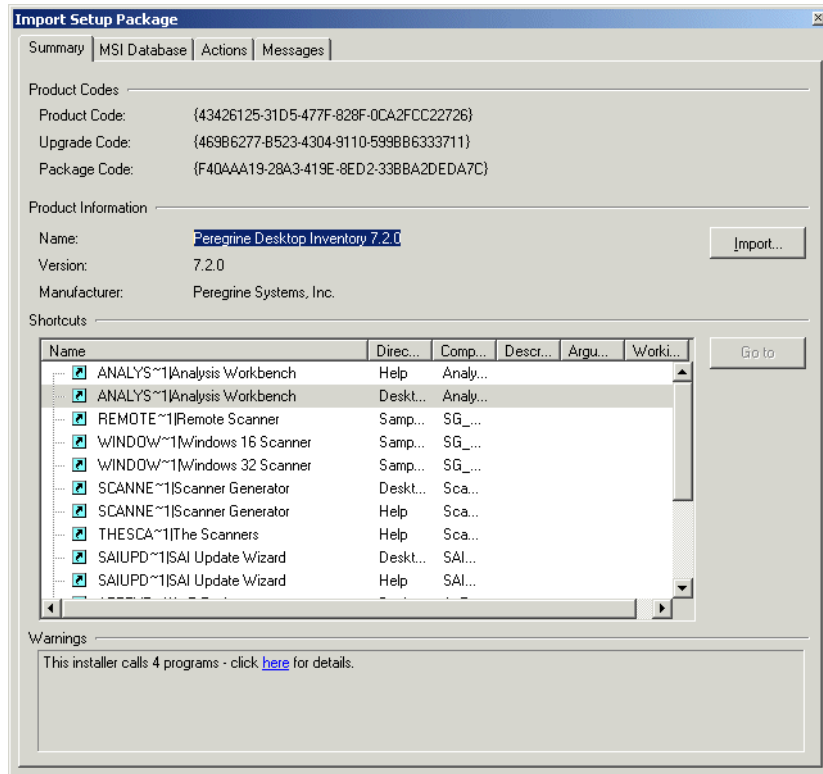 Import Setup Package
Summary MSI Database Actions Messages
Product Codes
Product Code: {43426125-31D5-477F-828F-0CA2FCC22726}
Upgrade Code: {469B6277-B523-4304-9110-599BB6333711}
Package Code: {F40AAA19-28A3-419E-8ED2-33BBA2DEDA7C}
Product Information
Name: Peregrine Desktop Inventory 7.2.0
Import...
Version: 7.2.0
Manufacturer: Peregrine Systems, Inc.
Shortcuts
Name Direc... Comp... Descr... Argu... Worki...
Go to
ANALYS~1|Analysis Workbench Help Analy...
ANALYS~1|Analysis Workbench Deskt... Analy...
REMOTE~1|Remote Scanner Samp... SG_...
WINDOW~1|Windows 16 Scanner Samp... SG_...
WINDOW~1|Windows 32 Scanner Samp... SG_...
SCANNE~1|Scanner Generator Deskt... Sca...
SCANNE~1|Scanner Generator Help Sca...
THESCA~1|The Scanners Help Sca...
SAIUPD~1|SAI Update Wizard Deskt... SAI...
SAIUPD~1|SAI Update Wizard Help SAI...
Warnings
This installer calls 4 programs - click here for details.